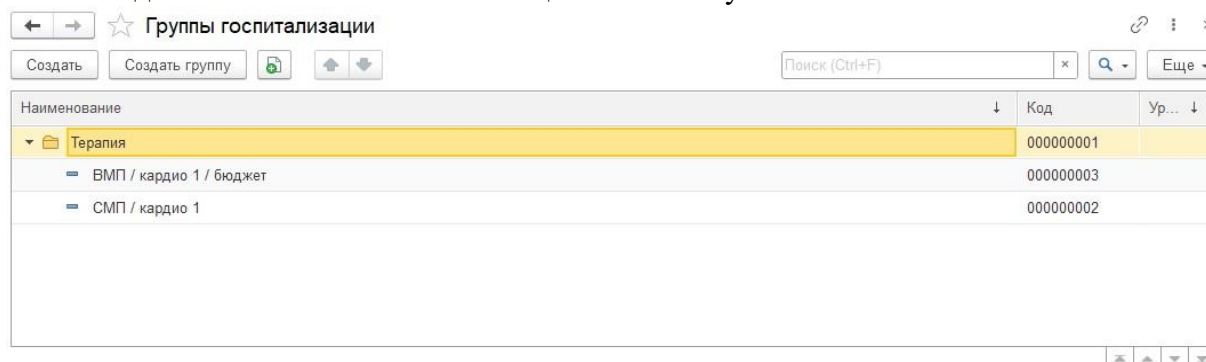 Группы госпитализации
Создать Создать группу Поиск (Ctrl+F) Еще
Наименование Код Ур...
Терапия 000000001
ВМП / кардио 1 / бюджет 000000003
СМП / кардио 1 000000002